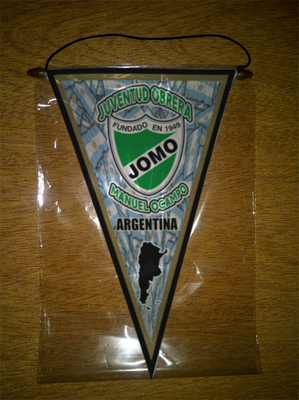 JUVENTUD OBRERA
FUNDADO EN 1949
JOMO
MANUEL OCAMPO
ARGENTINA